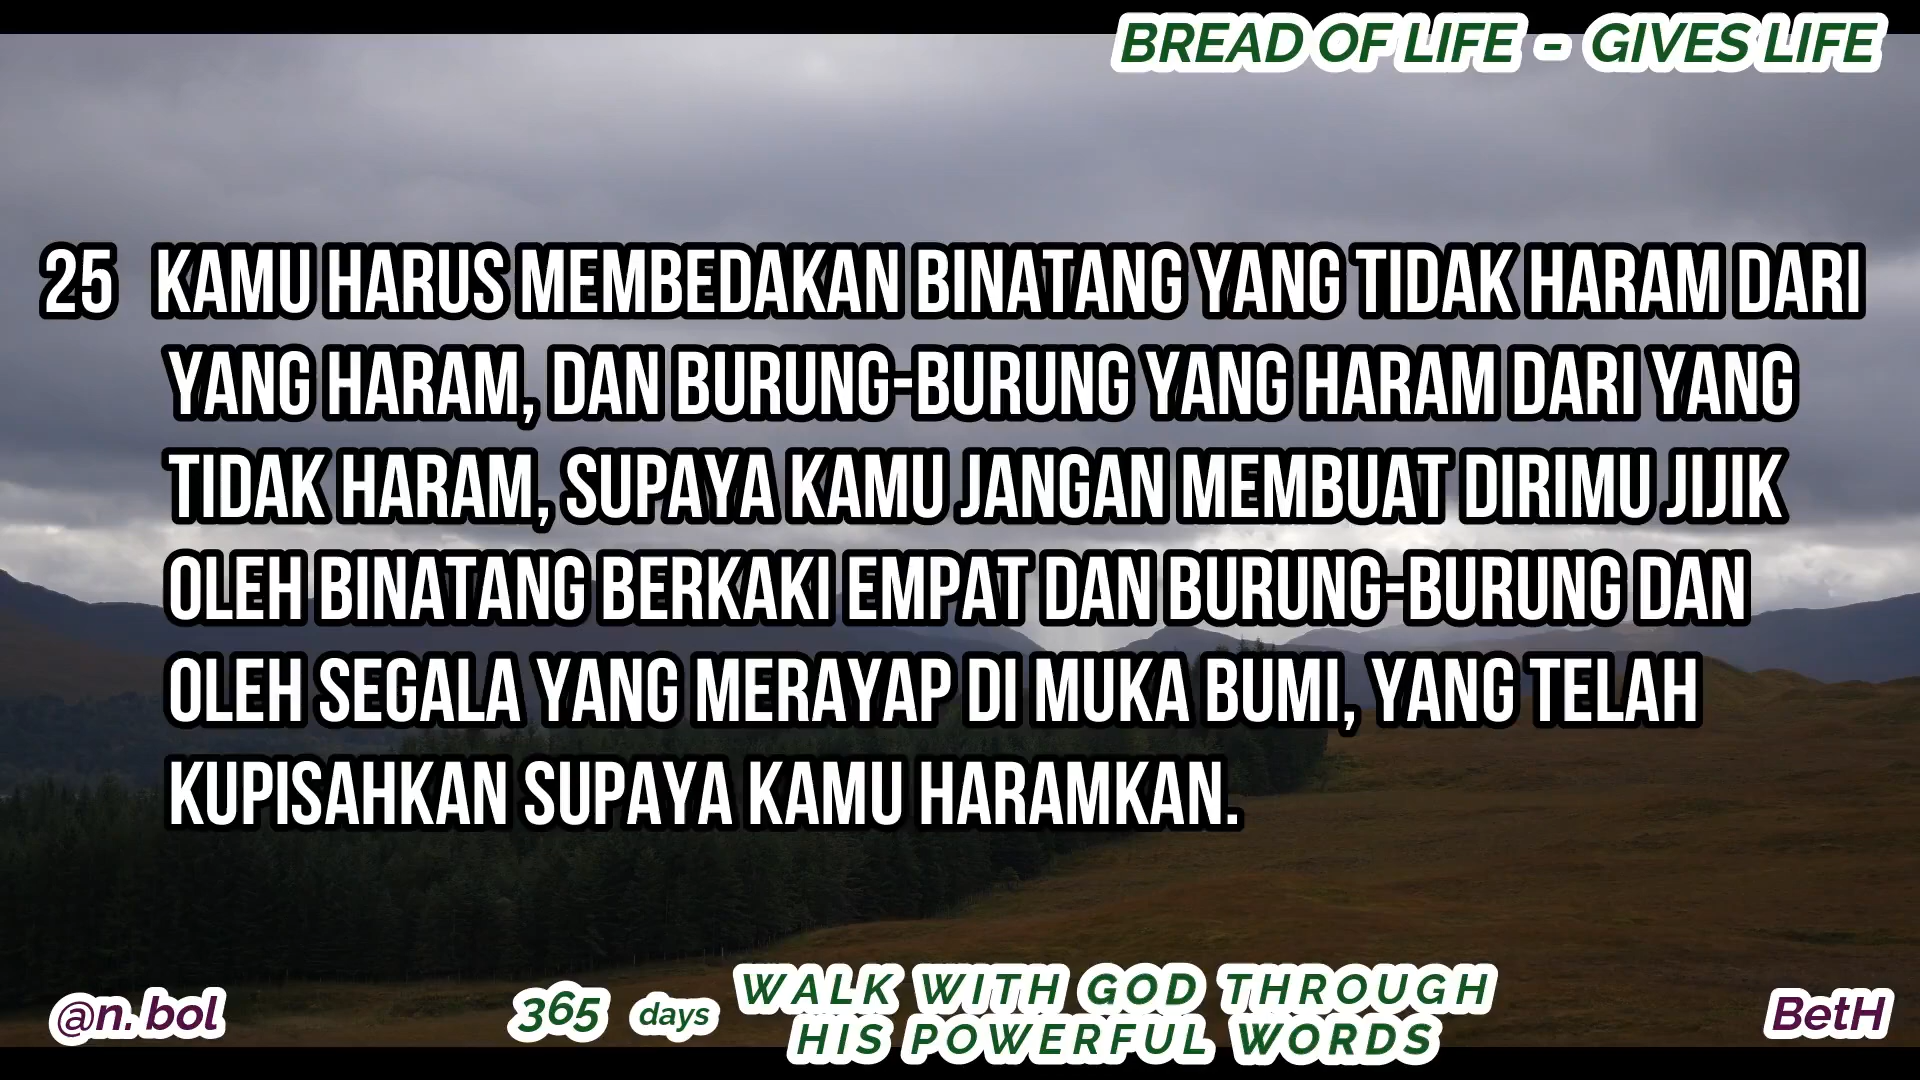 BREAD OF LIFE - GIVES LIFE
25 KAMU HARUS MEMBEDAKAN BINATANG YANG TIDAK HARAM DARI
YANG HARAM, DAN BURUNG-BURUNG YANG HARAM DARI YANG
TIDAK HARAM, SUPAYA KAMU JANGAN MEMBUAT DIRIMU JIJIK
OLEH BINATANG BERKAKI EMPAT DAN BURUNG-BURUNG DAN
OLEH SEGALA YANG MERAYAP DI MUKA BUMI, YANG TELAH
KUPISAHKAN SUPAYA KAMU HARAMKAN.
@n. bol
365 days
WALK WITH GOD THROUGH
HIS POWERFUL WORDS
BetH